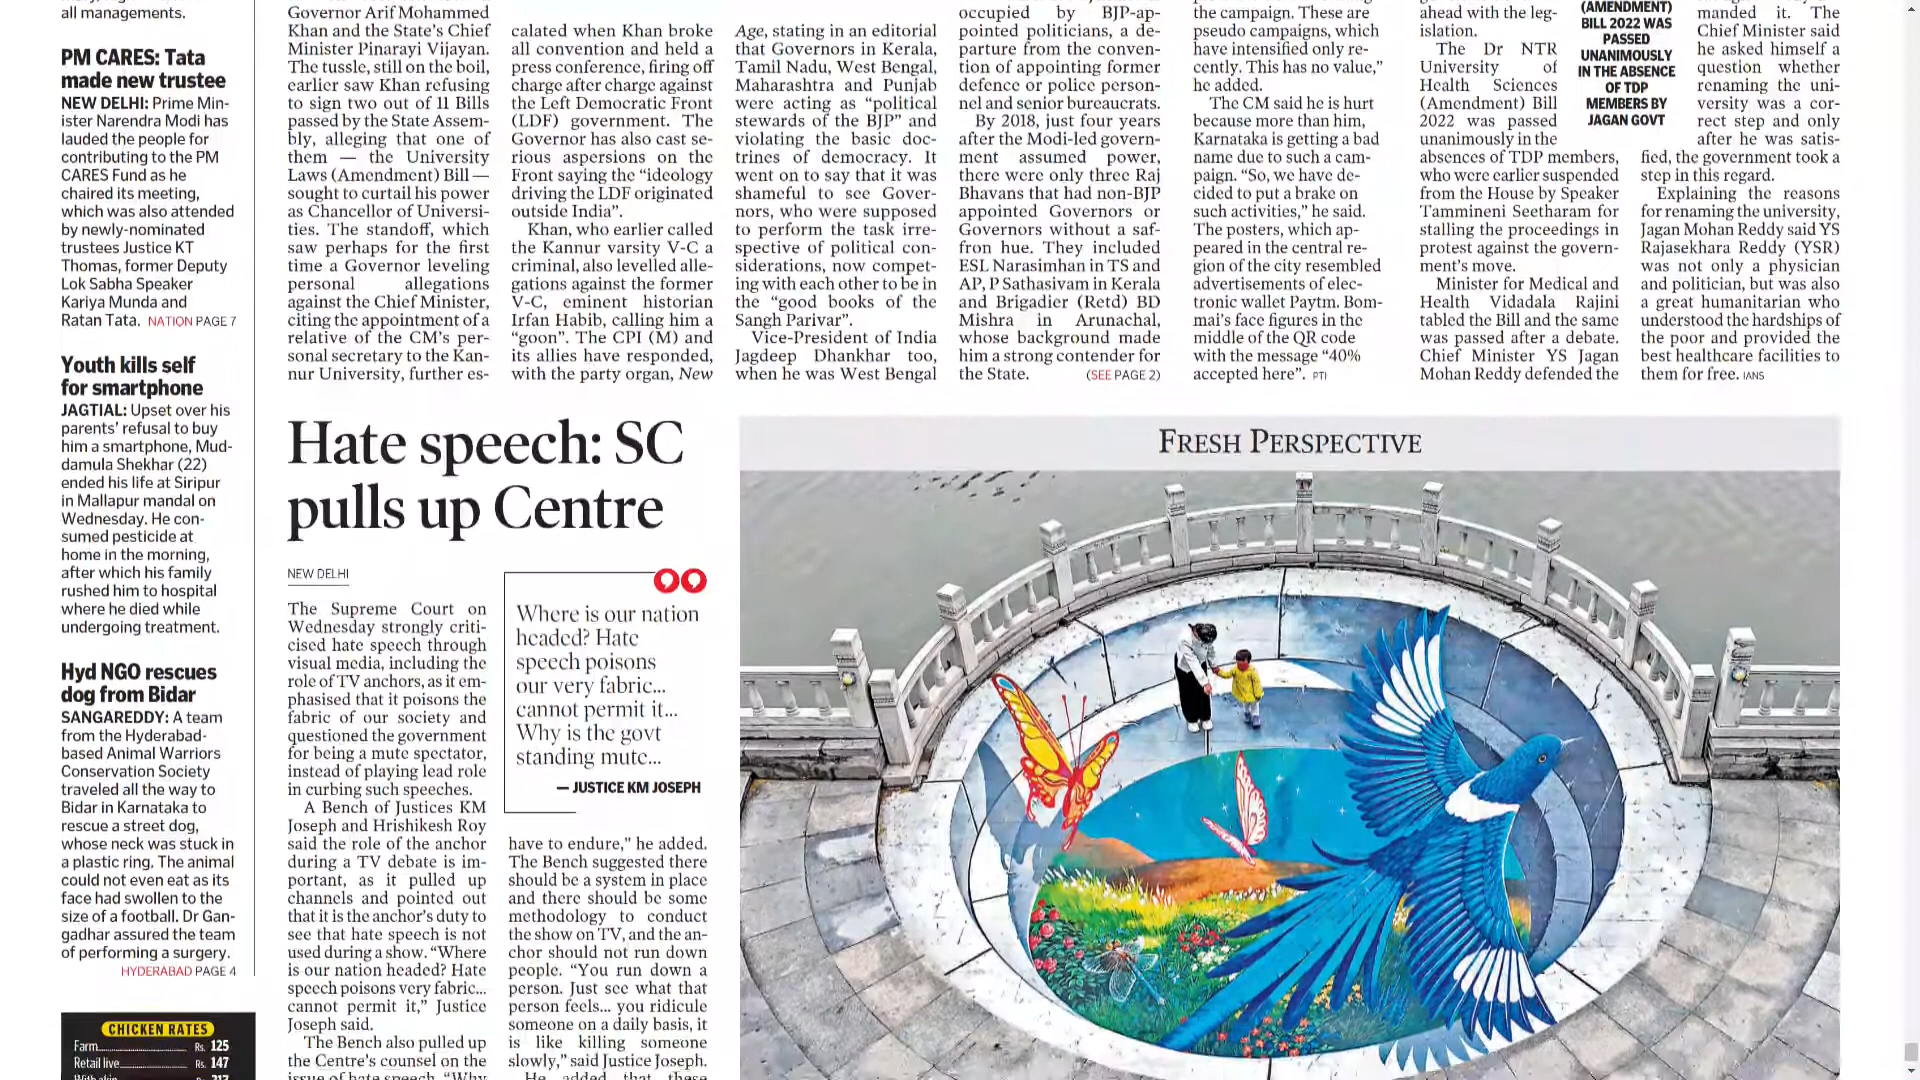 all managements.
PM CARES: Tata
made new trustee
NEW DELHI: Prime Min-
ister Narendra Modi has
lauded the people for
contributing to the PM
CARES Fund as he
chaired its meeting,
which was also attended
by newly-nominated
trustees Justice KT
Thomas, former Deputy
Lok Sabha Speaker
Kariya Munda and
Ratan Tata. NATION PAGE 7
Youth kills self
for smartphone
JAGTIAL: Upset over his
parents' refusal to buy
him a smartphone, Mud-
damula Shekhar (22)
ended his life at Siripur
in Mallapur mandal on
Wednesday. He con-
sumed pesticide at
home in the morning,
after which his family
rushed him to hospital
where he died while
undergoing treatment.
Hyd NGO rescues
dog from Bidar
SANGAREDDY: A team
from the Hyderabad-
based Animal Warriors
Conservation Society
traveled all the way to
Bidar in Karnataka to
rescue a street dog,
whose neck was stuck in
a plastic ring. The animal
could not even eat as its
face had swollen to the
size of a football. Dr Gan-
gadhar assured the team
of performing a surgery.
HYDERABAD PAGE 4
CHICKEN RATES
Farm Rs. 125
Retail live Rs. 147
Governor Arif Mohammed
Khan and the State's Chief
Minister Pinarayi Vijayan.
The tussle, still on the boil,
earlier saw Khan refusing
to sign two out of 11 Bills
passed by the State Assem-
bly, alleging that one of
them — the University
Laws (Amendment) Bill —
sought to curtail his power
as Chancellor of Universi-
ties. The standoff, which
saw perhaps for the first
time a Governor leveling
personal allegations
against the Chief Minister,
citing the appointment of a
relative of the CM's per-
sonal secretary to the Kan-
nur University, further es-
calated when Khan broke
all convention and held a
press conference, firing off
charge after charge against
the Left Democratic Front
(LDF) government. The
Governor has also cast se-
rious aspersions on the
Front saying the "ideology
driving the LDF originated
outside India".
Khan, who earlier called
the Kannur varsity V-C a
criminal, also levelled alle-
gations against the former
V-C, eminent historian
Irfan Habib, calling him a
"goon". The CPI (M) and
its allies have responded,
with the party organ, New
Age, stating in an editorial
that Governors in Kerala,
Tamil Nadu, West Bengal,
Maharashtra and Punjab
were acting as "political
stewards of the BJP" and
violating the basic doc-
trines of democracy. It
went on to say that it was
shameful to see Gover-
nors, who were supposed
to perform the task irre-
spective of political con-
siderations, now compet-
ing with each other to be in
the "good books of the
Sangh Parivar".
Vice-President of India
Jagdeep Dhankhar too,
when he was West Bengal
occupied by BJP-ap-
pointed politicians, a de-
parture from the conven-
tion of appointing former
defence or police person-
nel and senior bureaucrats.
By 2018, just four years
after the Modi-led govern-
ment assumed power,
there were only three Raj
Bhavans that had non-BJP
appointed Governors or
Governors without a saf-
fron hue. They included
ESL Narasimhan in TS and
AP, P Sathasivam in Kerala
and Brigadier (Retd) BD
Mishra in Arunachal,
whose background made
him a strong contender for
the State. (SEE PAGE 2)
the campaign. These are
pseudo campaigns, which
have intensified only re-
cently. This has no value,"
he added.
The CM said he is hurt
because more than him,
Karnataka is getting a bad
name due to such a cam-
paign. "So, we have de-
cided to put a brake on
such activities," he said.
The posters, which ap-
peared in the central re-
gion of the city resembled
advertisements of elec-
tronic wallet Paytm. Bom-
mai's face figures in the
middle of the QR code
with the message "40%
accepted here". PTI
ahead with the leg-
islation.
The Dr NTR
University of
Health Sciences
(Amendment) Bill
2022 was passed
unanimously in the
absences of TDP members,
who were earlier suspended
from the House by Speaker
Tammineni Seetharam for
stalling the proceedings in
protest against the govern-
ment's move.
Minister for Medical and
Health Vidadala Rajini
tabled the Bill and the same
was passed after a debate.
Chief Minister YS Jagan
Mohan Reddy defended the
(AMENDMENT)
BILL 2022 WAS
PASSED
UNANIMOUSLY
IN THE ABSENCE
OF TDP
MEMBERS BY
JAGAN GOVT
manded it. The
Chief Minister said
he asked himself a
question whether
renaming the uni-
versity was a cor-
rect step and only
after he was satis-
fied, the government took a
step in this regard.
Explaining the reasons
for renaming the university,
Jagan Mohan Reddy said YS
Rajasekhara Reddy (YSR)
was not only a physician
and politician, but was also
a great humanitarian who
understood the hardships of
the poor and provided the
best healthcare facilities to
them for free. IANS
Hate speech: SC
pulls up Centre
NEW DELHI
The Supreme Court on
Wednesday strongly criti-
cised hate speech through
visual media, including the
role of TV anchors, as it em-
phasised that it poisons the
fabric of our society and
questioned the government
for being a mute spectator,
instead of playing lead role
in curbing such speeches.
A Bench of Justices KM
Joseph and Hrishikesh Roy
said the role of the anchor
during a TV debate is im-
portant, as it pulled up
channels and pointed out
that it is the anchor's duty to
see that hate speech is not
used during a show. "Where
is our nation headed? Hate
speech poisons very fabric...
cannot permit it," Justice
Joseph said.
The Bench also pulled up
the Centre's counsel on the
issue of hate speech. "Why
Where is our nation
headed? Hate
speech poisons
our very fabric...
cannot permit it...
Why is the govt
standing mute...
— JUSTICE KM JOSEPH
have to endure," he added.
The Bench suggested there
should be a system in place
and there should be some
methodology to conduct
the show on TV, and the an-
chor should not run down
people. "You run down a
person. Just see what that
person feels... you ridicule
someone on a daily basis, it
is like killing someone
slowly," said Justice Joseph.
He added that these
FRESH PERSPECTIVE